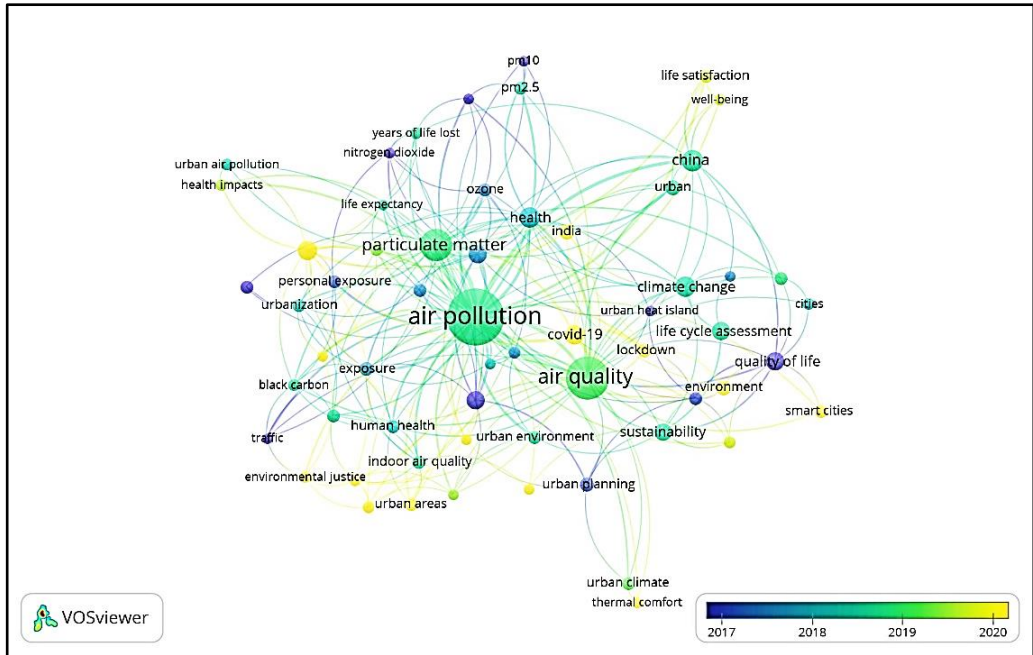 pm10
life satisfaction
pm2.5
well-being
years of life lost
nitrogen dioxide
china
urban air pollution
health impacts
ozone
urban
life expectancy
health
india
particulate matter
personal exposure
climate change
urbanization
cities
air pollution
urban heat island
covid-19
life cycle assessment
lockdown
quality of life
exposure
air quality
black carbon
environment
smart cities
human health
traffic
urban environment
sustainability
indoor air quality
environmental justice
urban planning
urban areas
urban climate
thermal comfort
VOSviewer
2017 2018 2019 2020